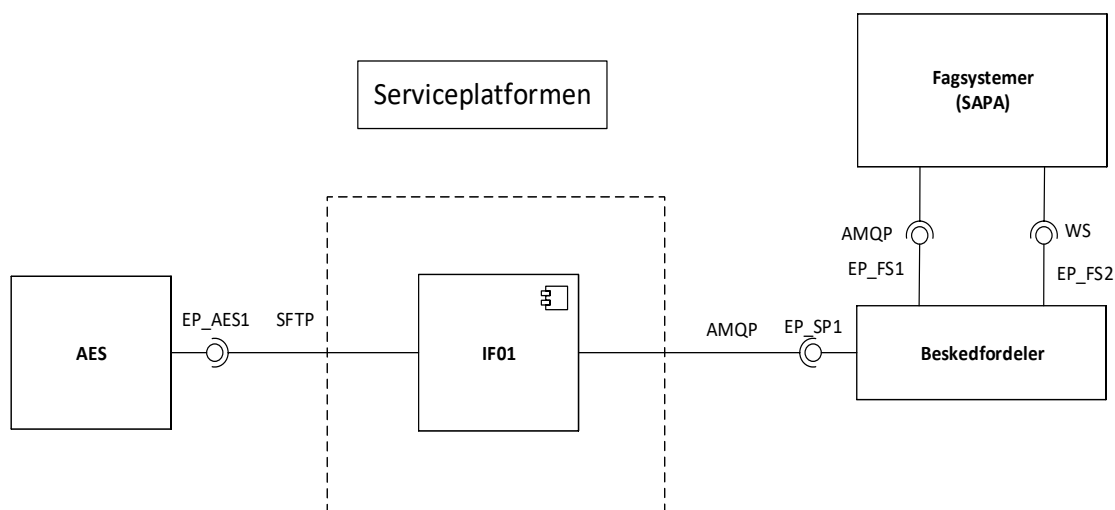 Serviceplatformen
Fagsystemer
(SAPA)
AMQP
WS
EP_FS1
EP_FS2
EP_AES1
SFTP
AMQP
EP_SP1
AES
IF01
Beskedfordeler